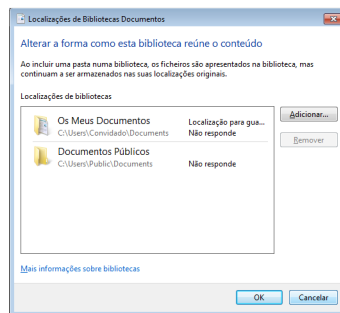 Localizações de Bibliotecas Documentos
Alterar a forma como esta biblioteca reúne o conteúdo
Ao incluir uma pasta numa biblioteca, os ficheiros são apresentados na biblioteca, mas
continuam a ser armazenados nas suas localizações originais.
Localizações de bibliotecas
Os Meus Documentos Localização para gua...
C:\Users\Convidado\Documents Não responde
Documentos Públicos
C:\Users\Public\Documents Não responde
Adicionar...
Remover
Mais informações sobre bibliotecas
OK Cancelar